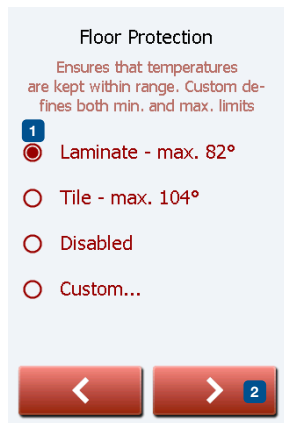 Floor Protection
Ensures that temperatures
are kept within range. Custom de-
fines both min. and max. limits
1
Laminate - max. 82°
Tile - max. 104°
Disabled
Custom...
2